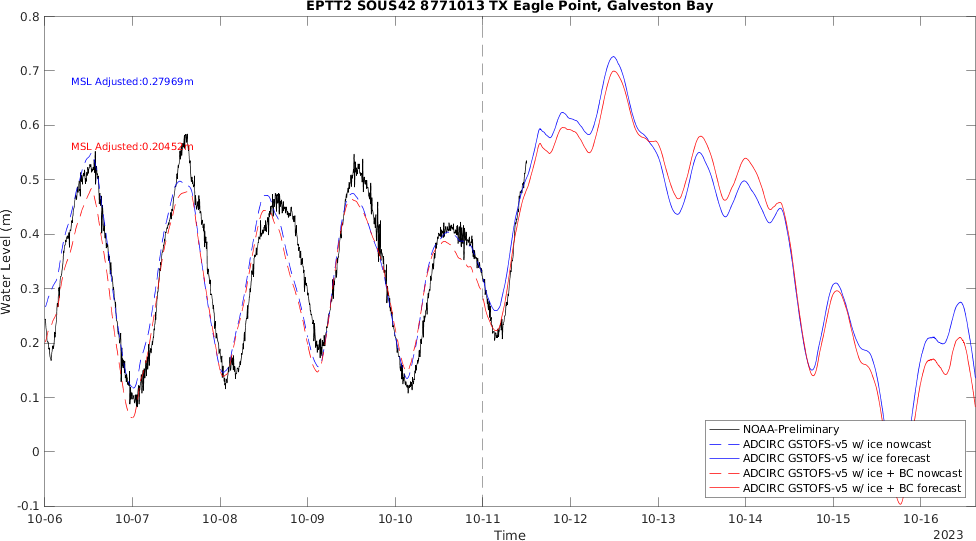 EPTT2 SOUS42 8771013 TX Eagle Point, Galveston Bay
0.8
0.7
0.6
0.5
0.4
0.3
0.2
0.1
0
-0.1
Water Level (m)
MSL Adjusted:0.27969m
MSL Adjusted:0.20452m
NOAA-Preliminary
ADCIRC GSTOFS-v5 w/ ice nowcast
ADCIRC GSTOFS-v5 w/ ice forecast
ADCIRC GSTOFS-v5 w/ ice + BC nowcast
ADCIRC GSTOFS-v5 w/ ice + BC forecast
10-06 10-07 10-08 10-09 10-10 10-11 10-12 10-13 10-14 10-15 10-16
Time
2023